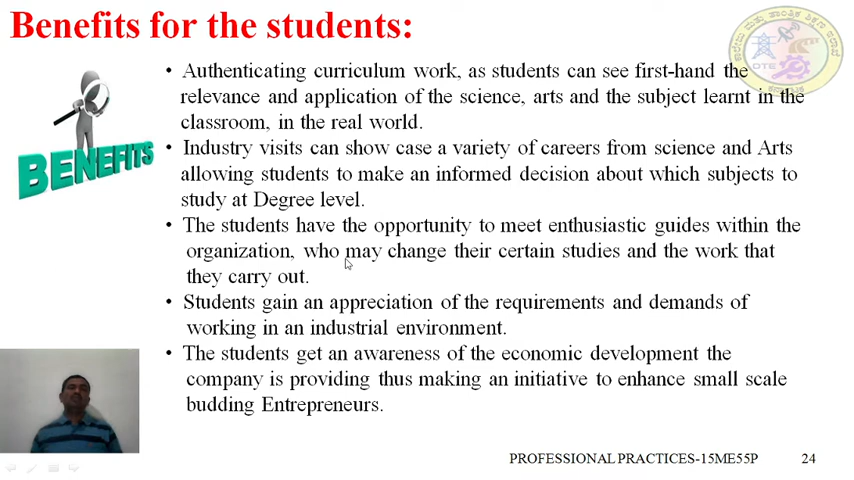 Benefits for the students:
• Authenticating curriculum work, as students can see first-hand the
relevance and application of the science, arts and the subject learnt in the
classroom, in the real world.
• Industry visits can show case a variety of careers from science and Arts
allowing students to make an informed decision about which subjects to
study at Degree level.
• The students have the opportunity to meet enthusiastic guides within the
organization, who may change their certain studies and the work that
they carry out.
• Students gain an appreciation of the requirements and demands of
working in an industrial environment.
• The students get an awareness of the economic development the
company is providing thus making an initiative to enhance small scale
budding Entrepreneurs.
BENEFITS
DTE
PROFESSIONAL PRACTICES-15ME55P 24